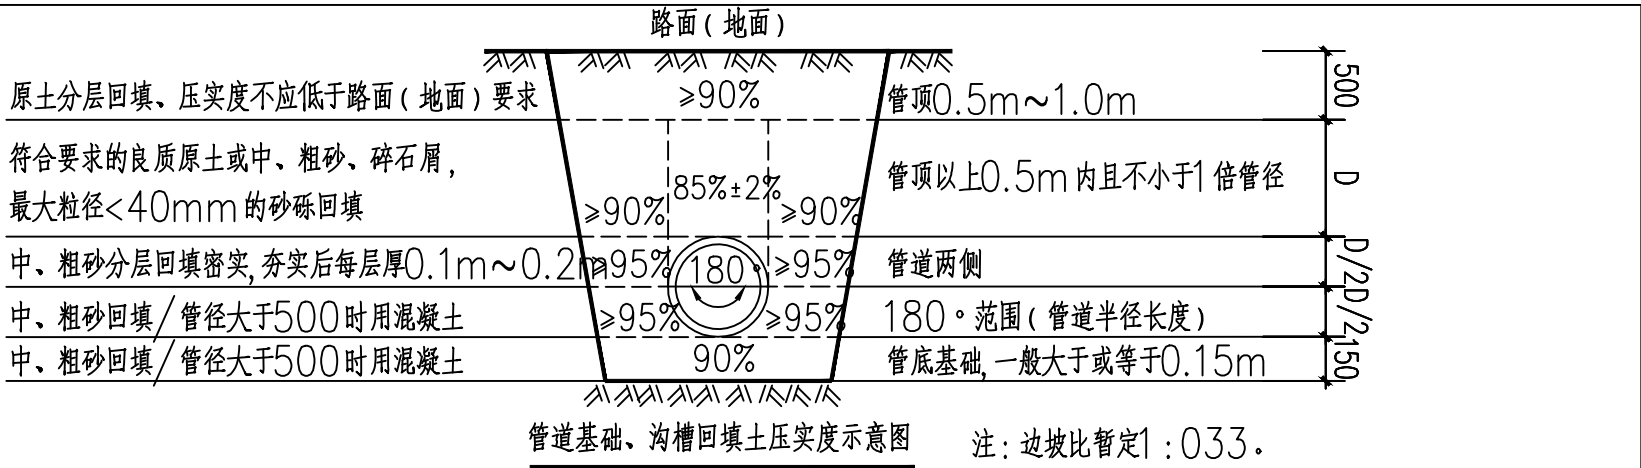 路面(地面)
原土分层回填、压实度不应低于路面(地面)要求
≥90%
管顶0.5m~1.0m
500
符合要求的良质原土或中、粗砂、碎石屑,
最大粒径<40mm的砂砾回填
85%±2%
≥90%
≥90%
管顶以上0.5m内且不小于1倍管径
D
中、粗砂分层回填密实,夯实后每层厚0.1m~0.2m
≥95%
180°
≥95%
管道两侧
D/2
中、粗砂回填/管径大于500时用混凝土
≥95%
≥95%
180°范围(管道半径长度)
D/2
中、粗砂回填/管径大于500时用混凝土
90%
管底基础,一般大于或等于0.15m
150
管道基础、沟槽回填土压实度示意图
注:边坡比暂定1:033。